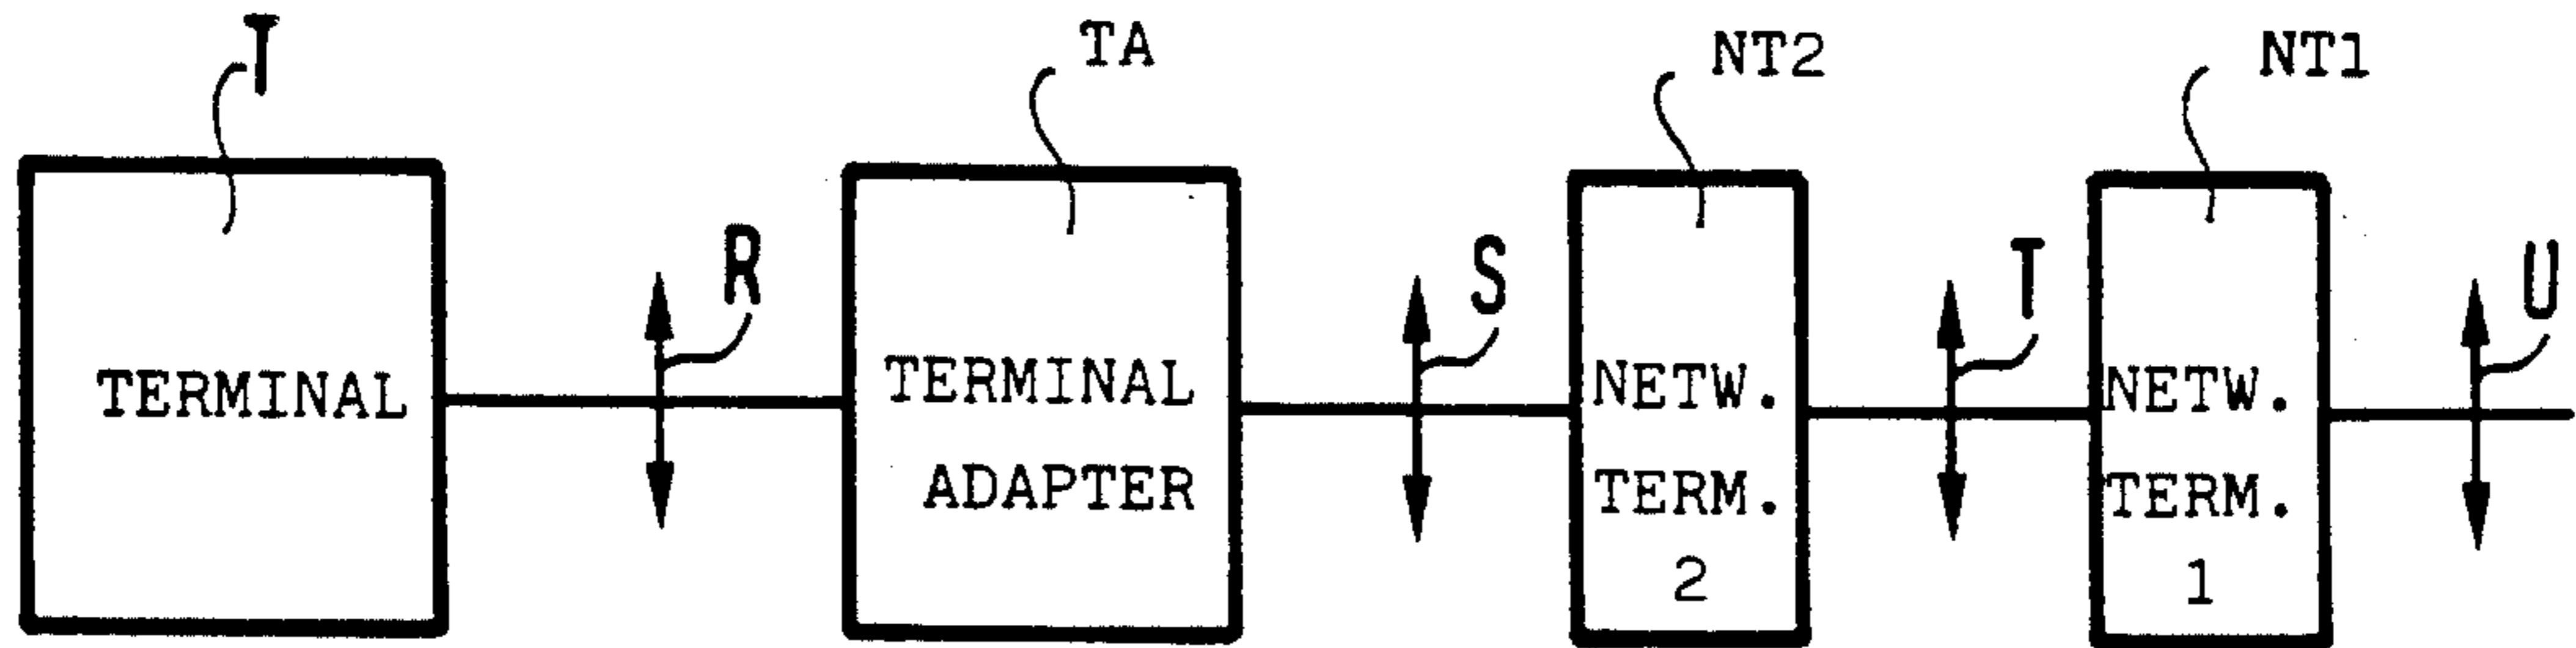 T
TA
NT2
NT1
R
S
T
U
TERMINAL
TERMINAL
ADAPTER
NETW.
TERM.
2
NETW.
TERM.
1